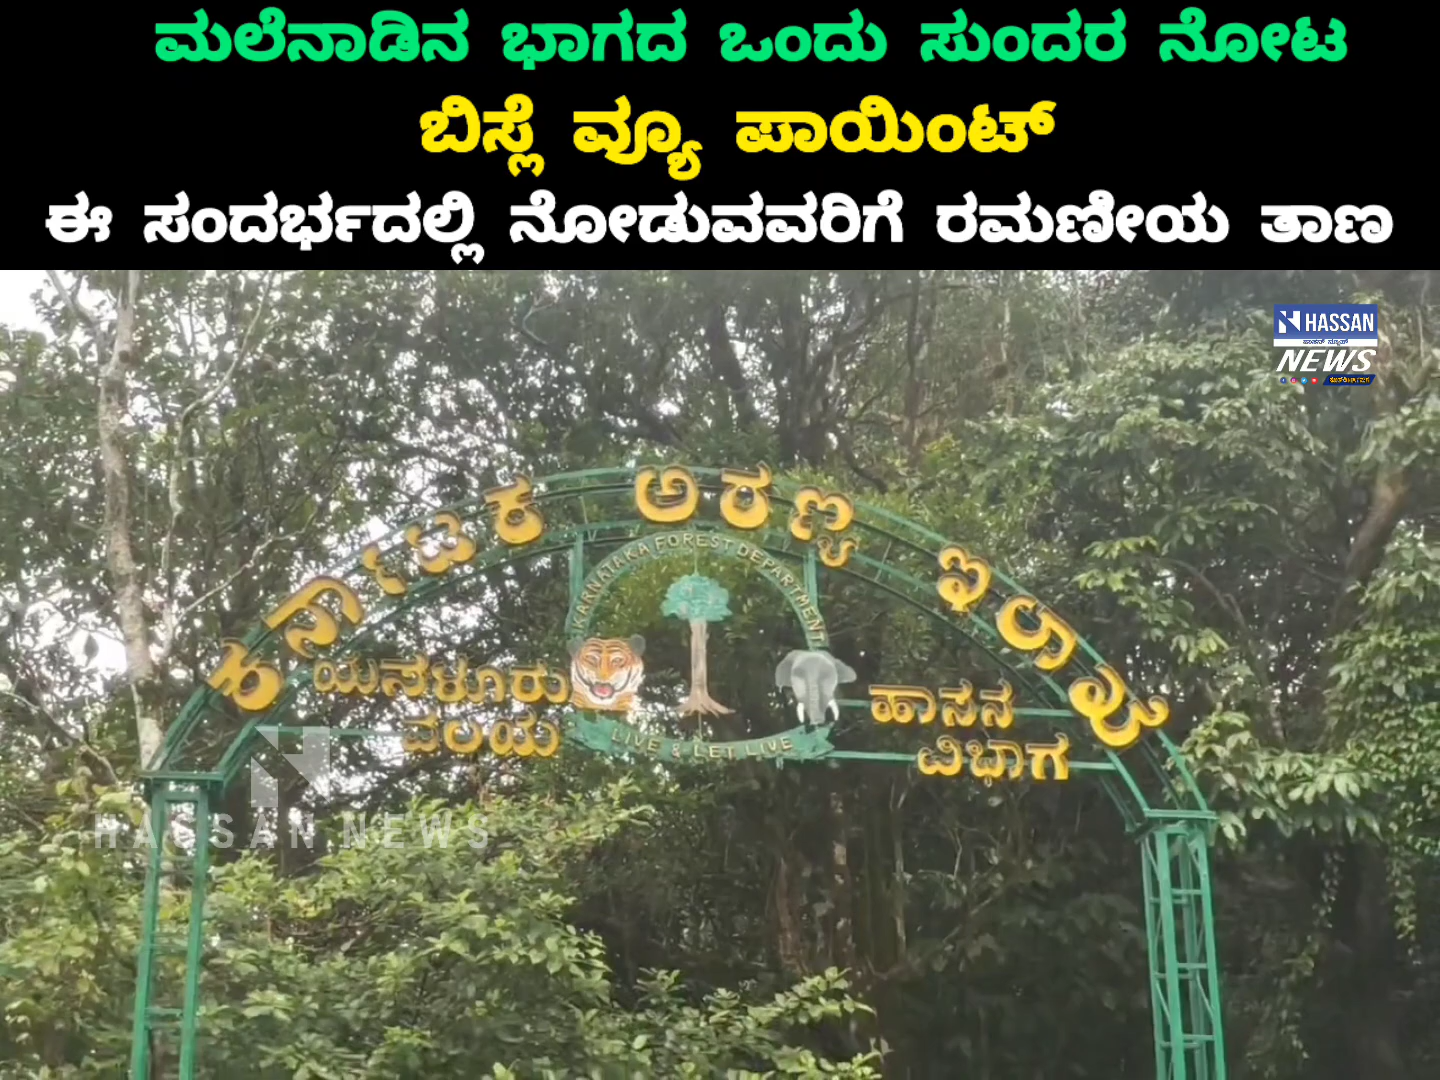 ಮಲೆನಾಡಿನ ಭಾಗದ ಒಂದು ಸುಂದರ ನೋಟ
ಬಿಸ್ಲೆ ವ್ಯೂ ಪಾಯಿಂಟ್
ಈ ಸಂದರ್ಭದಲ್ಲಿ ನೋಡುವವರಿಗೆ ರಮಣೀಯ ತಾಣ
HASSAN
ಹಾಸನ್ ನ್ಯೂಸ್
NEWS
ಕರ್ನಾಟಕ ಅರಣ್ಯ ಇಲಾಖೆ
KARNATAKA FOREST DEPARTMENT
ಯಸಳೂರು
ವಲಯ
ಹಾಸನ
ವಿಭಾಗ
LIVE & LET LIVE
HASSAN NEWS